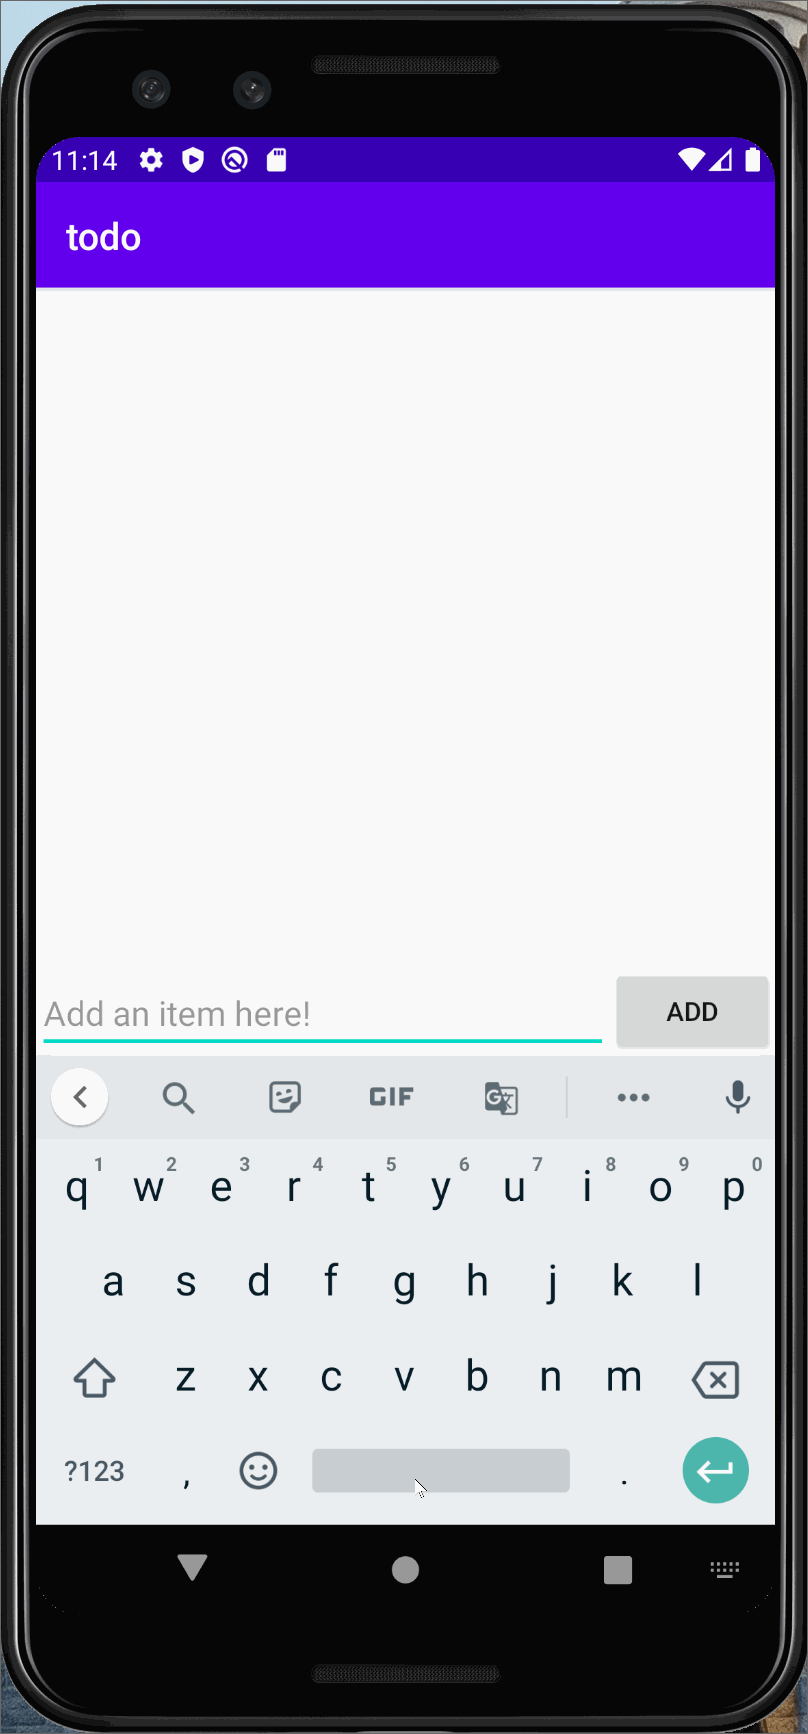 11:14
todo
Add an item here!
ADD
GIF
G
1 2 3 4 5 6 7 8 9 0
q w e r t y u i o p
a s d f g h j k l
z x c v b n m
?123 , .